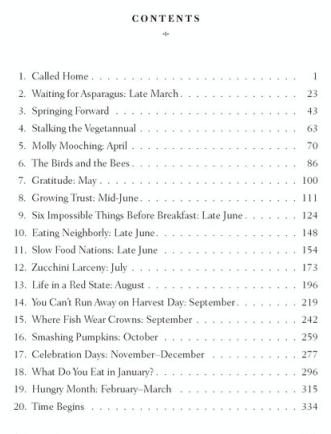 CONTENTS
1. Called Home . . . . . . . . . . . . . . . . . . . . . . . 1
2. Waiting for Asparagus: Late March . . . . . . . . . . . . 23
3. Springing Forward . . . . . . . . . . . . . . . . . . . . 43
4. Stalking the Vegetannual . . . . . . . . . . . . . . . . . 63
5. Molly Mooching: April . . . . . . . . . . . . . . . . . . 70
6. The Birds and the Bees . . . . . . . . . . . . . . . . . . 86
7. Gratitude: May . . . . . . . . . . . . . . . . . . . . . . 100
8. Growing Trust: Mid-June . . . . . . . . . . . . . . . . . 111
9. Six Impossible Things Before Breakfast: Late June . . . . 124
10. Eating Neighborly: Late June . . . . . . . . . . . . . . . 148
11. Slow Food Nations: Late June . . . . . . . . . . . . . . 154
12. Zucchini Larceny: July . . . . . . . . . . . . . . . . . . 173
13. Life in a Red State: August . . . . . . . . . . . . . . . 196
14. You Can't Run Away on Harvest Day: September . . . . . . 219
15. Where Fish Wear Crowns: September . . . . . . . . . . . 242
16. Smashing Pumpkins: October . . . . . . . . . . . . . . . 259
17. Celebration Days: November–December . . . . . . . . . . 277
18. What Do You Eat in January? . . . . . . . . . . . . . . . 296
19. Hungry Month: February–March . . . . . . . . . . . . . . 315
20. Time Begins . . . . . . . . . . . . . . . . . . . . . . . 334